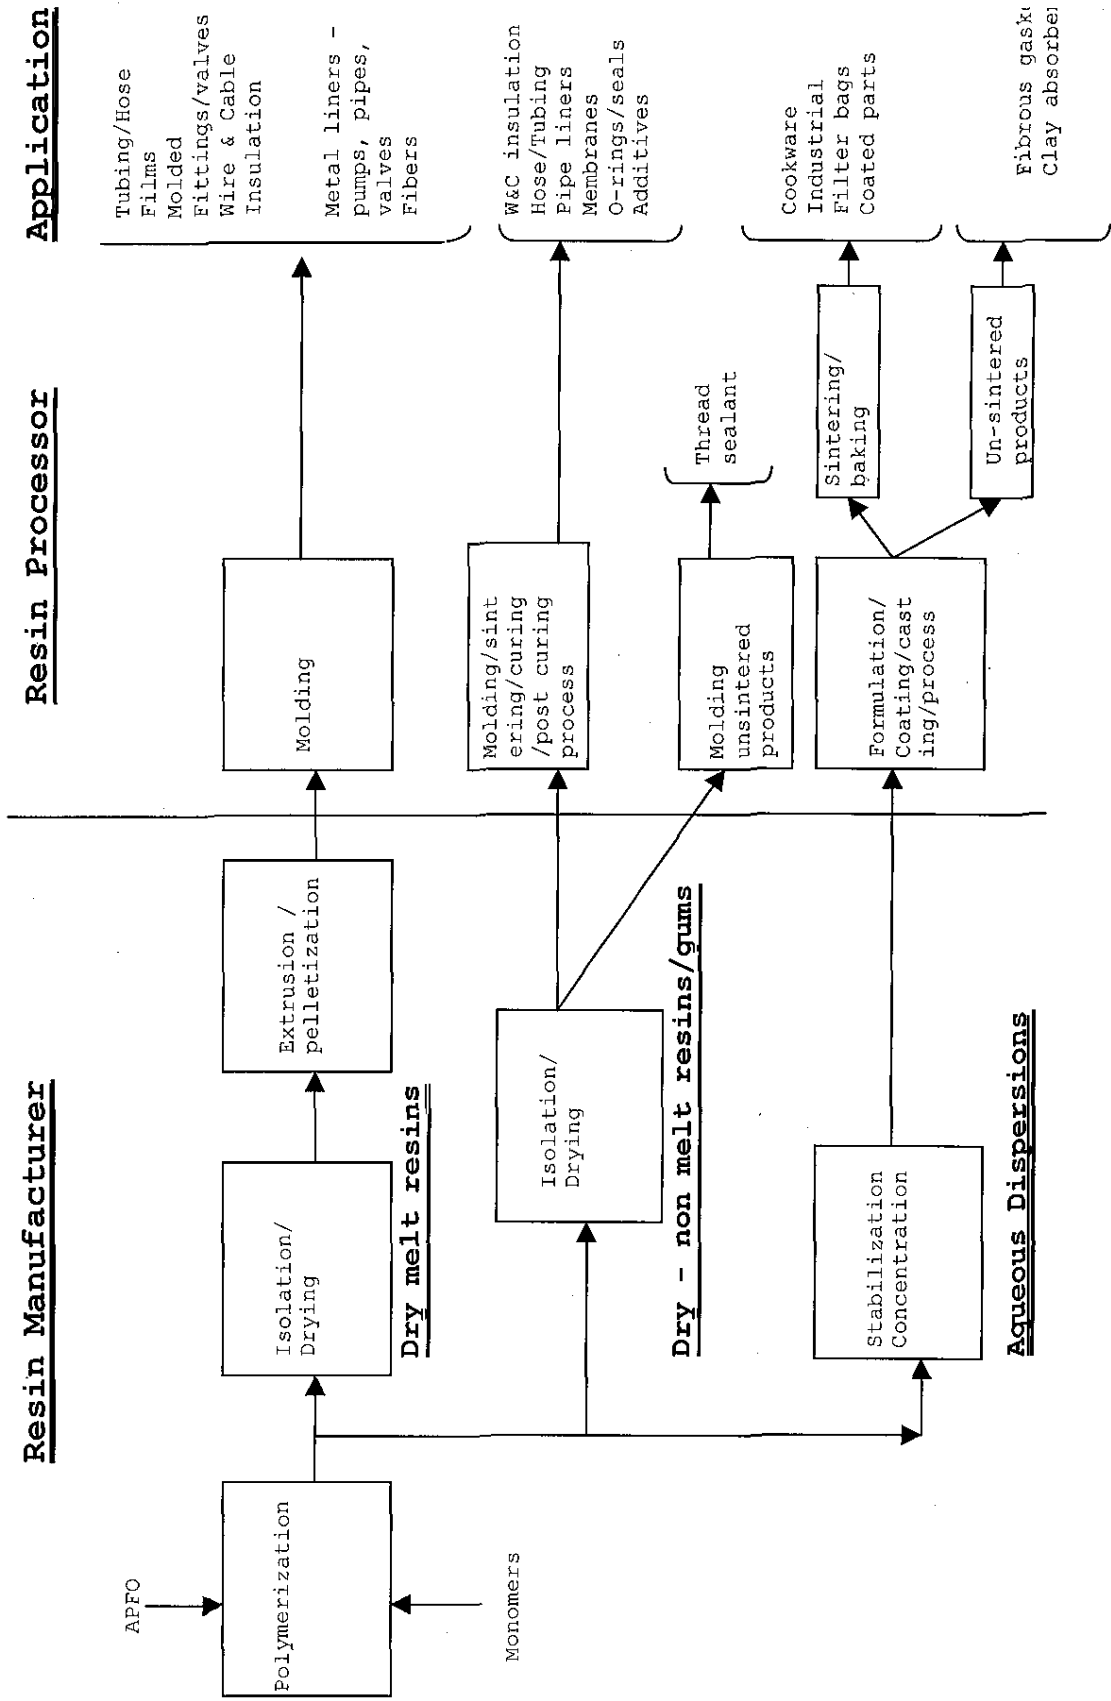 Resin Manufacturer
Resin Processor
Application
APFO
Polymerization
Monomers
Isolation/
Drying
Extrusion /
pelletization
Molding
Tubing/Hose
Films
Molded
Fittings/valves
Wire & Cable
Insulation
Metal liners –
pumps, pipes,
valves
Fibers
Dry melt resins
Isolation/
Drying
Molding/sint
ering/curing
/post curing
process
W&C insulation
Hose/Tubing
Pipe liners
Membranes
O-rings/seals
Additives
Molding
unsintered
products
Thread
sealant
Dry – non melt resins/gums
Stabilization
Concentration
Formulation/
Coating/cast
ing/process
Sintering/
baking
Cookware
Industrial
Filter bags
Coated parts
Un-sintered
products
Fibrous
Clay
Aqueous Dispersions